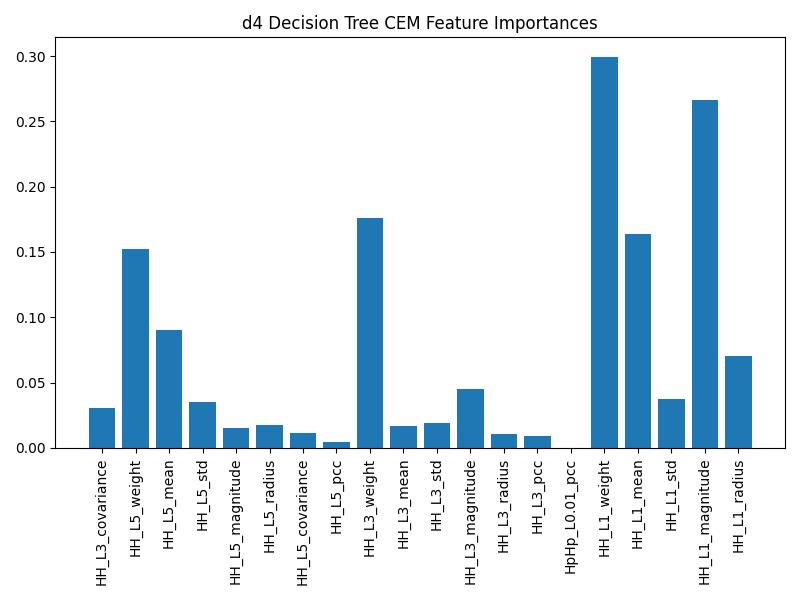 d4 Decision Tree CEM Feature Importances
0.30
0.25
0.20
0.15
0.10
0.05
0.00
HH_L3_covariance
HH_L5_weight
HH_L5_mean
HH_L5_std
HH_L5_magnitude
HH_L5_radius
HH_L5_covariance
HH_L5_pcc
HH_L3_weight
HH_L3_mean
HH_L3_std
HH_L3_magnitude
HH_L3_radius
HH_L3_pcc
HpHp_L0.01_pcc
HH_L1_weight
HH_L1_mean
HH_L1_std
HH_L1_magnitude
HH_L1_radius